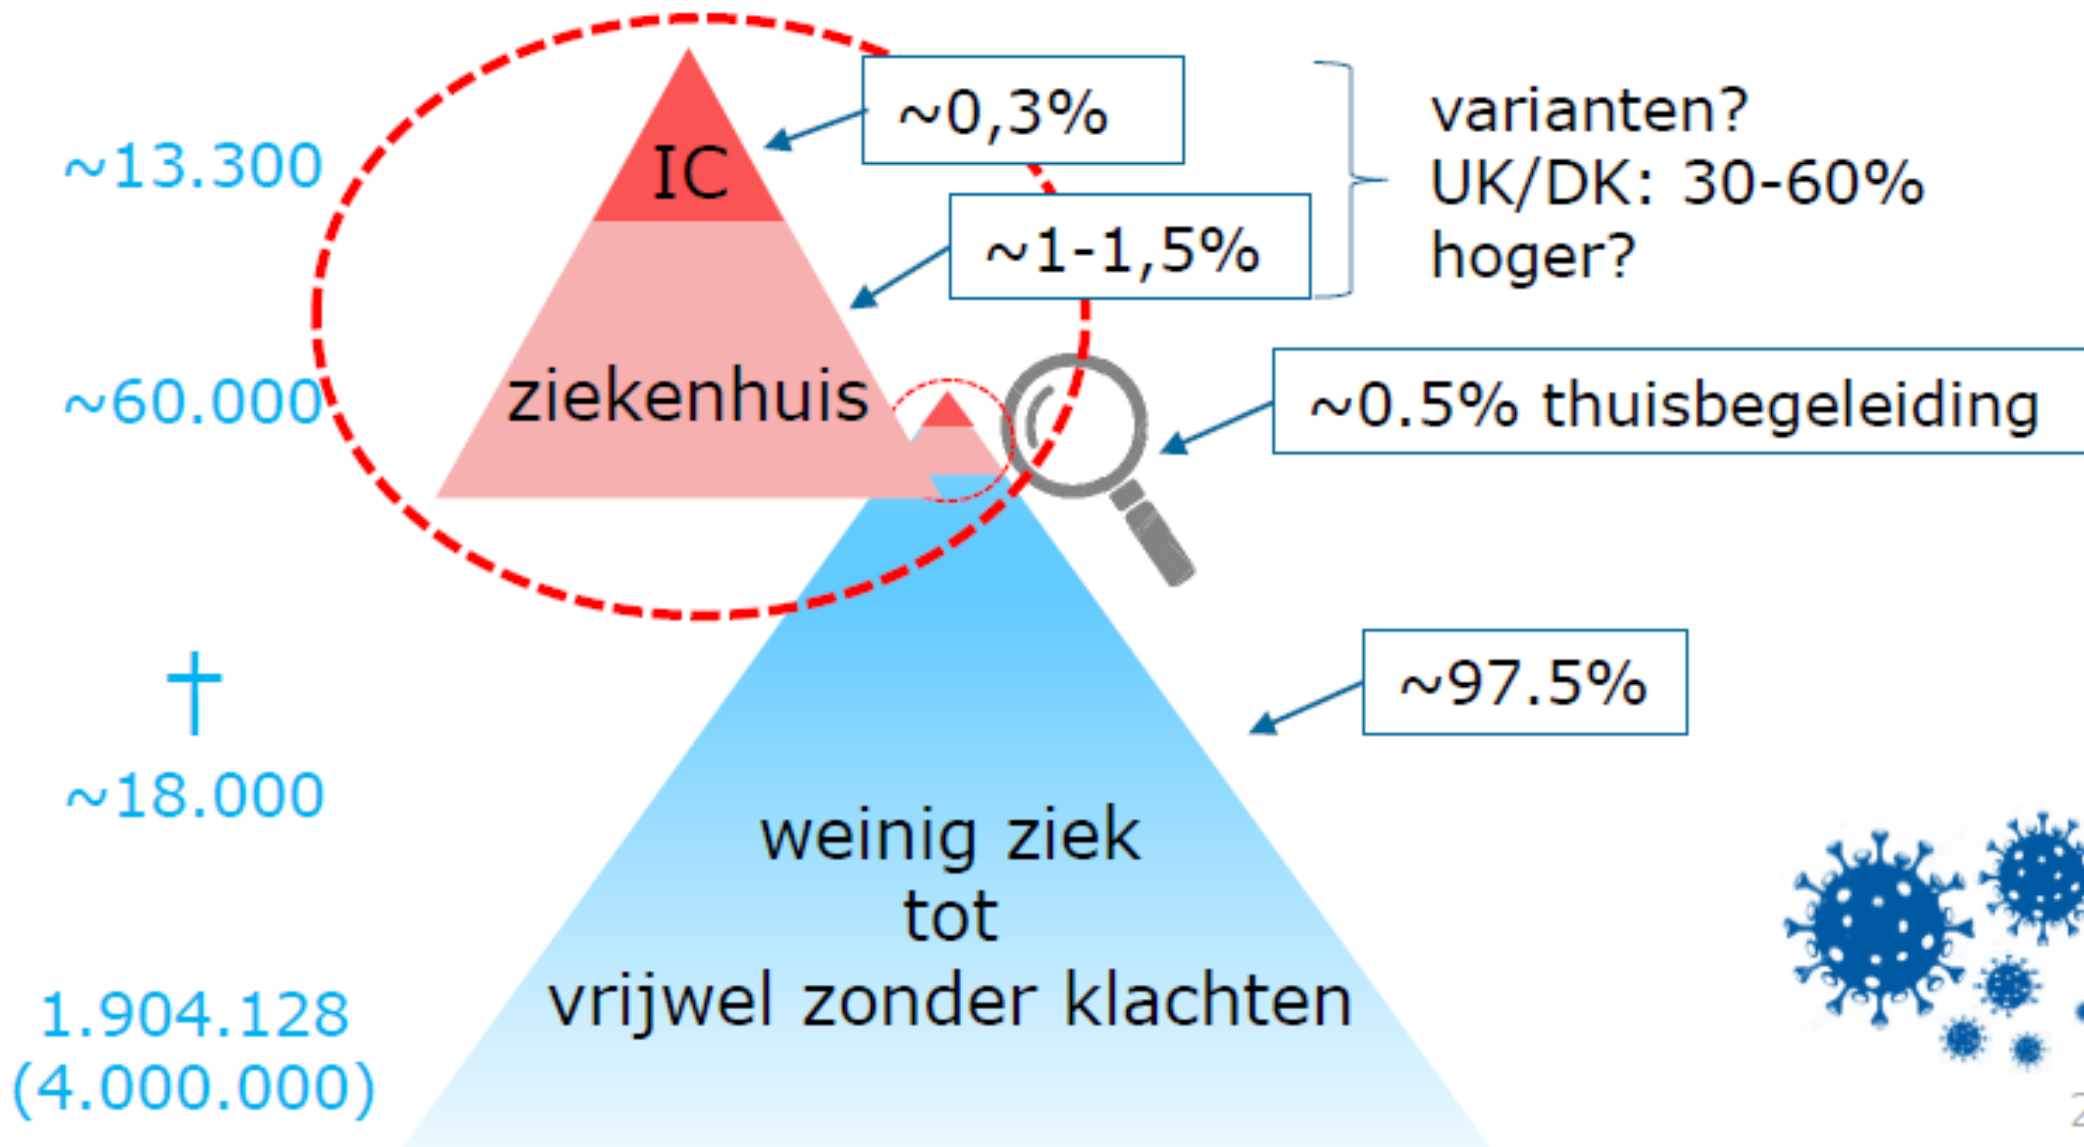 ~13.300
IC
~0,3%
~1-1,5%
varianten?
UK/DK: 30-60%
hoger?
~60.000
ziekenhuis
~0.5% thuisbegeleiding
†
~18.000
~97.5%
weinig ziek
tot
vrijwel zonder klachten
1.904.128
(4.000.000)
2